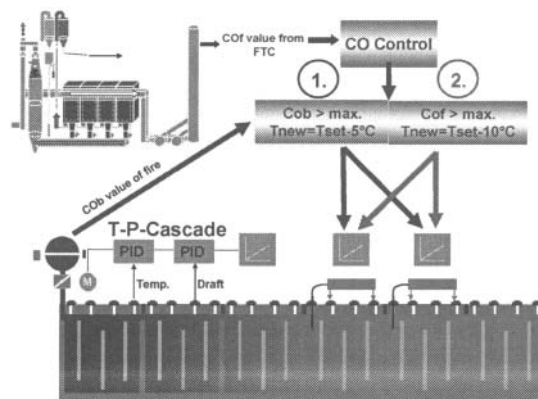 COf value from
FTC
CO Control
1.
2.
Cob > max.
Tnew=Tset-5°C
Cof > max.
Tnew=Tset-10°C
COb value of fire
T-P-Cascade
PID
PID
M
Temp.
Draft